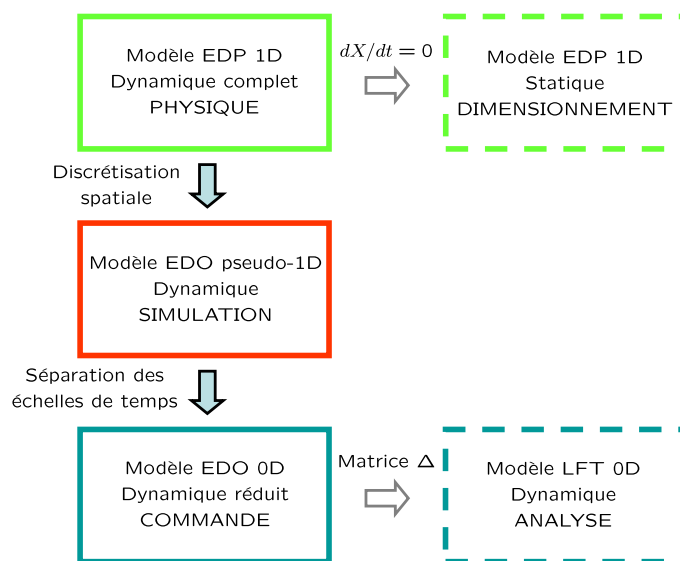 Modèle EDP 1D
Dynamique complet
PHYSIQUE
dX/dt = 0
Modèle EDP 1D
Statique
DIMENSIONNEMENT
Discrétisation
spatiale
Modèle EDO pseudo-1D
Dynamique
SIMULATION
Séparation des
échelles de temps
Modèle EDO 0D
Dynamique réduit
COMMANDE
Matrice Δ
Modèle LFT 0D
Dynamique
ANALYSE